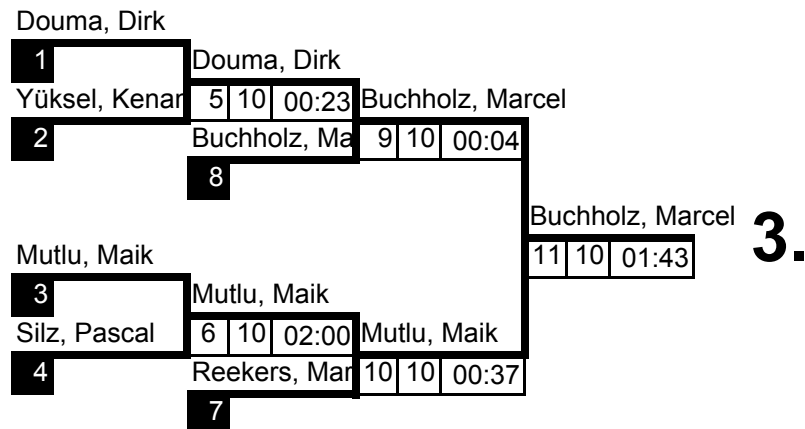 Douma, Dirk
1
Douma, Dirk
Yüksel, Kenan
5 10 00:23
Buchholz, Marcel
2
Buchholz, Ma
9 10 00:04
8
Buchholz, Marcel
3.
11 10 01:43
Mutlu, Maik
3
Mutlu, Maik
Silz, Pascal
6 10 02:00
Mutlu, Maik
4
Reekers, Mar
10 10 00:37
7